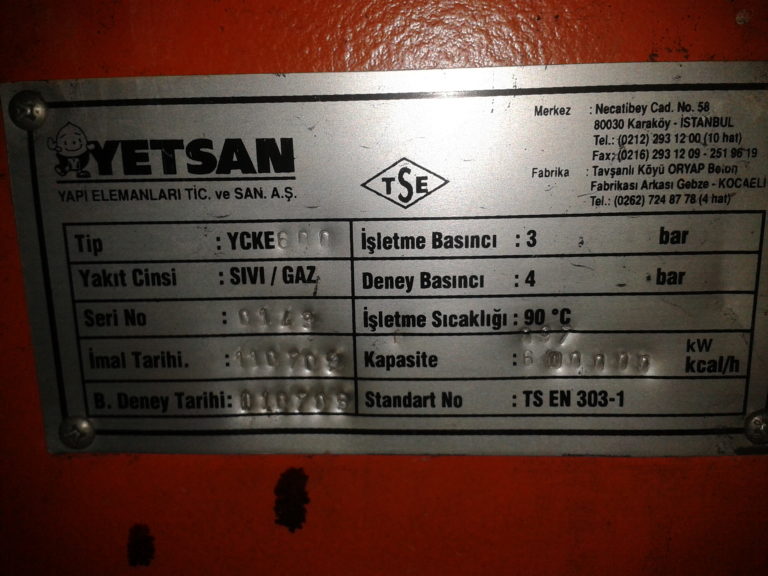 YETSAN
YAPI ELEMANLARI TİC. ve SAN. A.Ş.
TSE
Merkez : Necatibey Cad. No. 58
80030 Karaköy - İSTANBUL
Tel.: (0212) 293 12 00 (10 hat)
Fax: (0216) 293 12 09 - 251 96 19
Fabrika : Tavşanlı Köyü ORYAP Beton
Fabrikası Arkası Gebze - KOCAELİ
Tel.: (0262) 724 87 78 (4 hat)
Tip : YCKE 600
Yakıt Cinsi : SIVI / GAZ
Seri No :
İmal Tarihi. :
B. Deney Tarihi:
İşletme Basıncı : 3 bar
Deney Basıncı : 4 bar
İşletme Sıcaklığı : 90 °C
kW
Kapasite : 600000 kcal/h
Standart No : TS EN 303-1